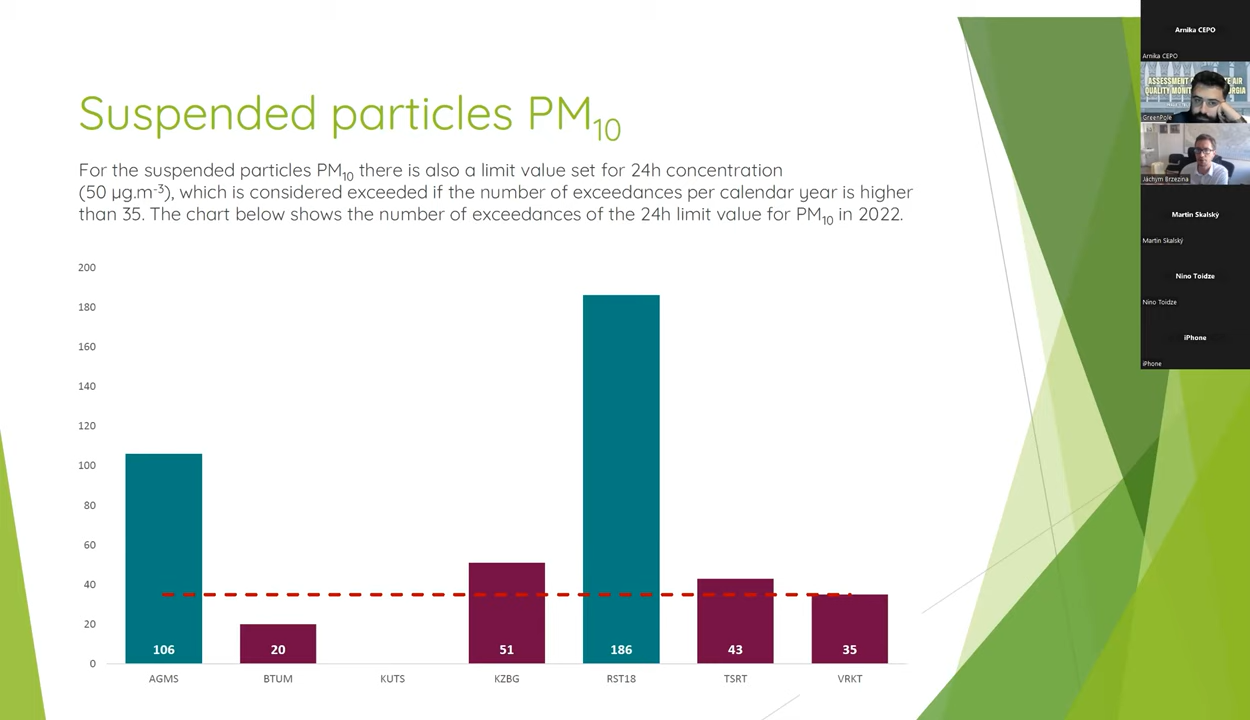 Suspended particles PM10
For the suspended particles PM10 there is also a limit value set for 24h concentration
(50 µg.m-3), which is considered exceeded if the number of exceedances per calendar year is higher
than 35. The chart below shows the number of exceedances of the 24h limit value for PM10 in 2022.
200
180
160
140
120
100
80
60
40
20
0
106
20
51
186
43
35
AGMS
BTUM
KUTS
KZBG
RST18
TSRT
VRKT
Arnika CEPO
Arnika CEPO
GreenPole
Jáchym Brzezina
Martin Skalský
Martin Skalský
Nino Toidze
Nino Toidze
iPhone
iPhone